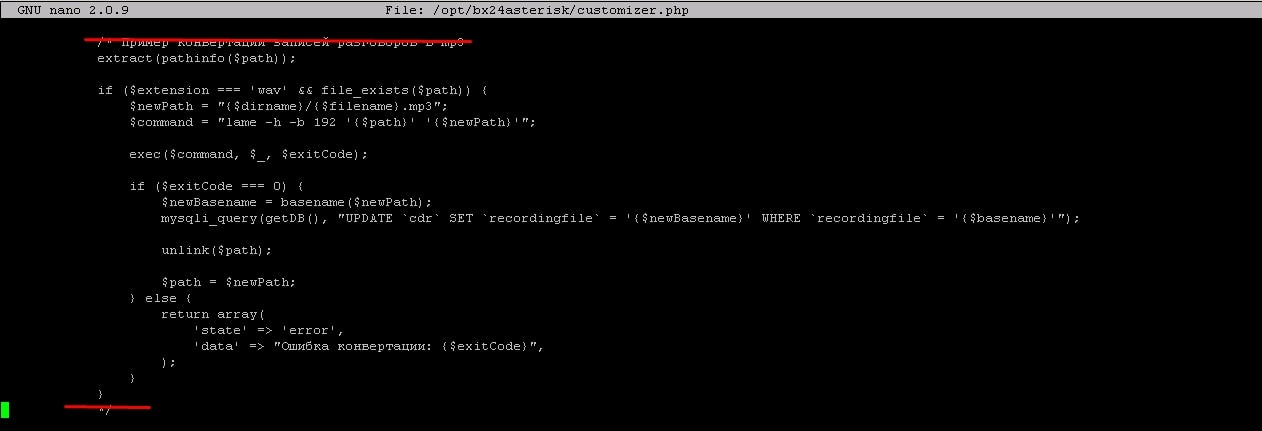 GNU nano 2.0.9 File: /opt/bx24asterisk/customizer.php
/* Пример конвертации записей разговоров в mp3
extract(pathinfo($path));
if ($extension === 'wav' && file_exists($path)) {
$newPath = "{$dirname}/{$filename}.mp3";
$command = "lame -h -b 192 '{$path}' '{$newPath}'";
exec($command, $_, $exitCode);
if ($exitCode === 0) {
$newBasename = basename($newPath);
mysqli_query(getDB(), "UPDATE `cdr` SET `recordingfile` = '{$newBasename}' WHERE `recordingfile` = '{$basename}'");
unlink($path);
$path = $newPath;
} else {
return array(
'state' => 'error',
'data' => "Ошибка конвертации: {$exitCode}",
);
}
}
*/